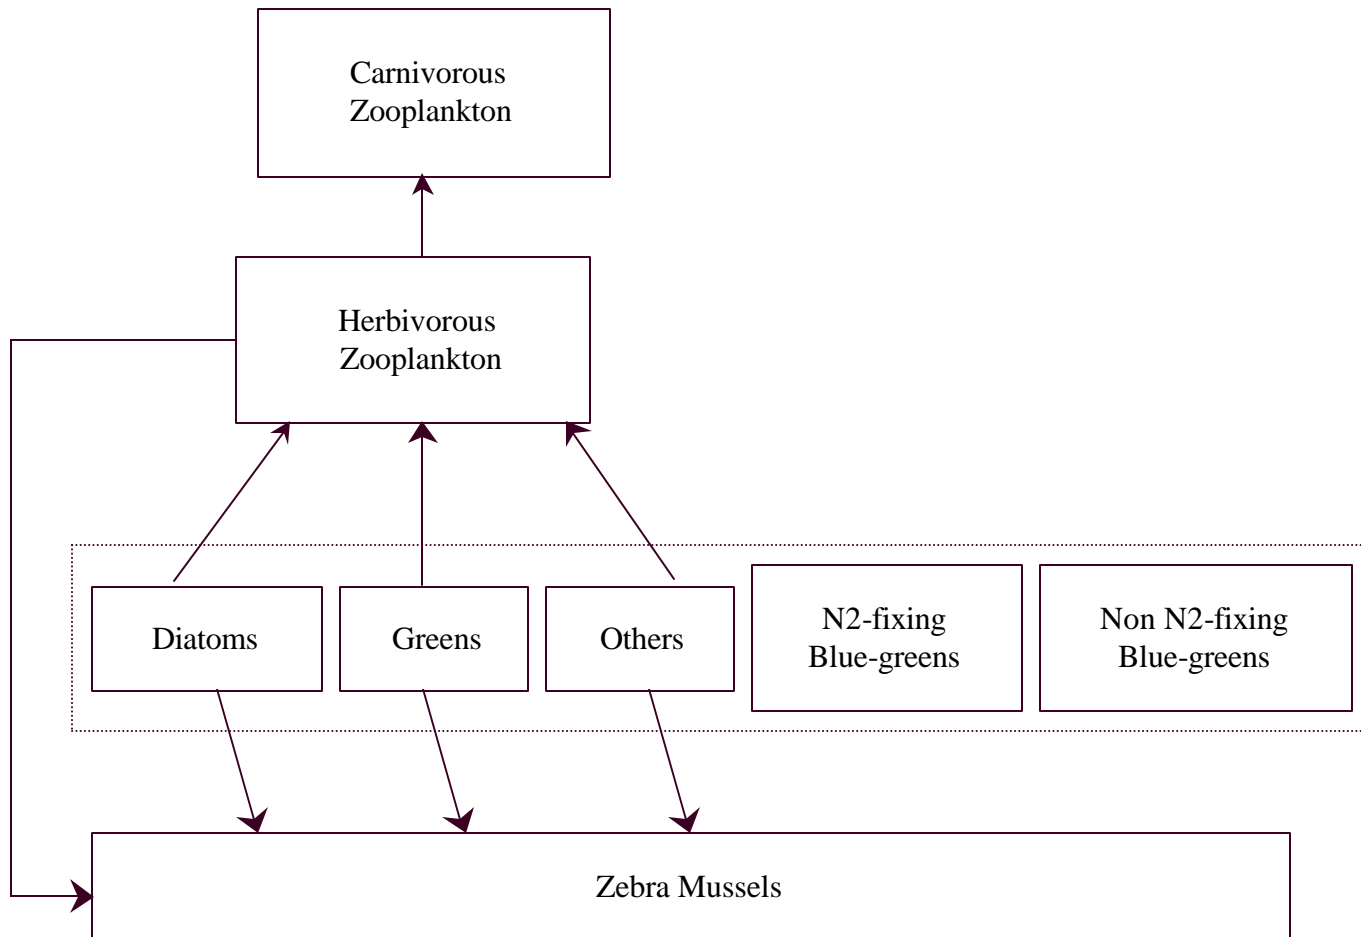 Carnivorous
Zooplankton
Herbivorous
Zooplankton
Diatoms
Greens
Others
N2-fixing
Blue-greens
Non N2-fixing
Blue-greens
Zebra Mussels